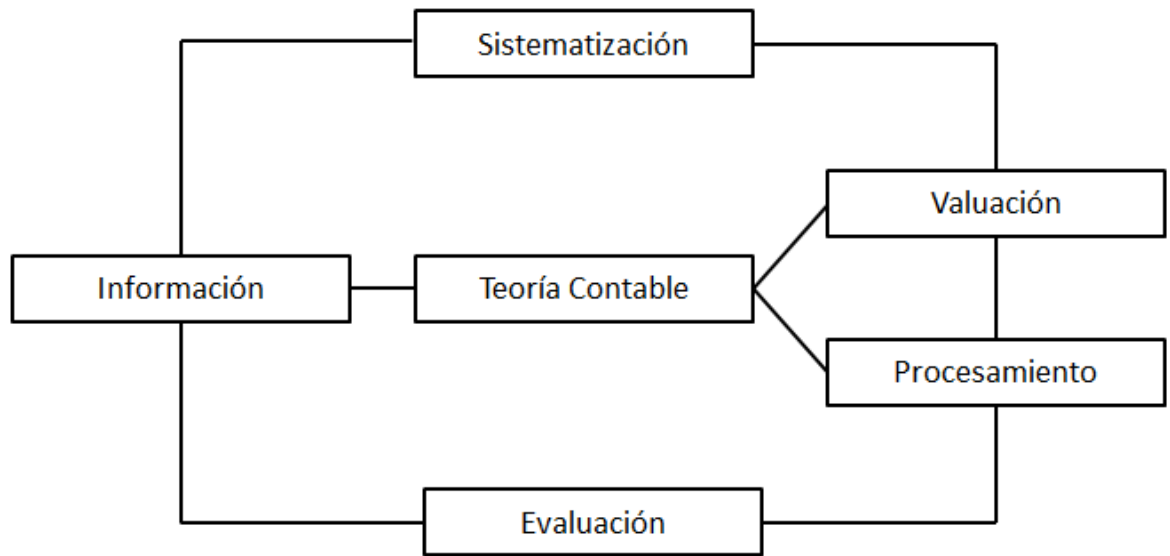 Sistematización
Valuación
Información
Teoría Contable
Procesamiento
Evaluación